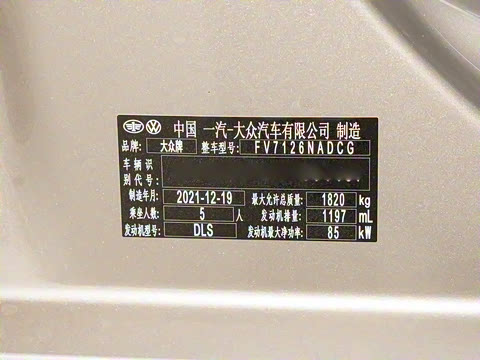 中国 一汽-大众汽车有限公司 制造
品牌: 大众牌 整车型号: FV7126NADCG
车辆识
别代号:
制造年月: 2021-12-19 最大允许总质量: 1820 kg
乘坐人数: 5 人 发动机排量: 1197 mL
发动机型号: DLS 发动机最大净功率: 85 kW